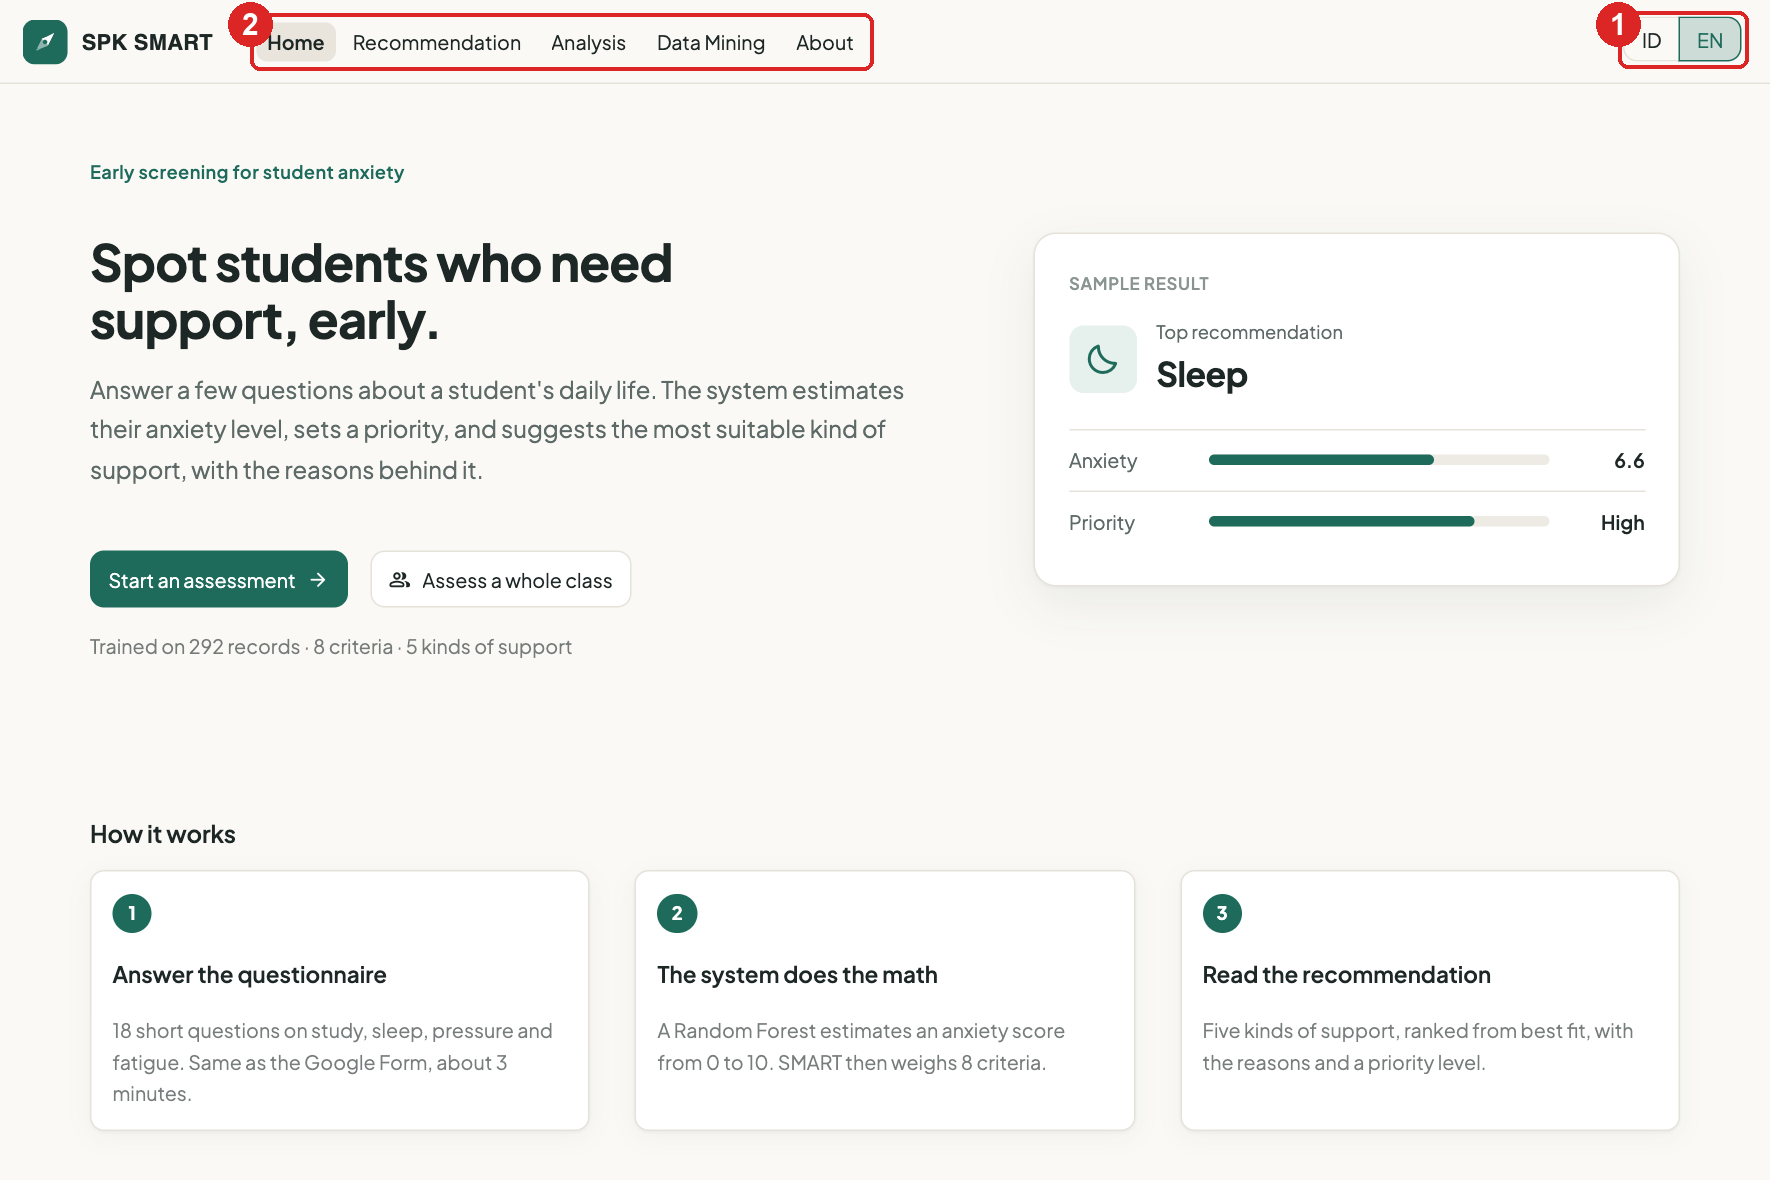 SPK SMART
2
Home
Recommendation
Analysis
Data Mining
About
1
ID
EN
Early screening for student anxiety
Spot students who need
support, early.
Answer a few questions about a student's daily life. The system estimates
their anxiety level, sets a priority, and suggests the most suitable kind of
support, with the reasons behind it.
Start an assessment →
Assess a whole class
Trained on 292 records · 8 criteria · 5 kinds of support
SAMPLE RESULT
Top recommendation
Sleep
Anxiety 6.6
Priority High
How it works
1
Answer the questionnaire
18 short questions on study, sleep, pressure and
fatigue. Same as the Google Form, about 3
minutes.
2
The system does the math
A Random Forest estimates an anxiety score
from 0 to 10. SMART then weighs 8 criteria.
3
Read the recommendation
Five kinds of support, ranked from best fit, with
the reasons and a priority level.